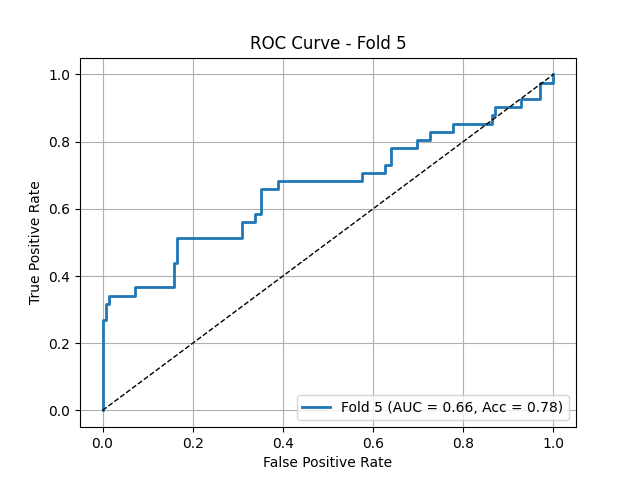 ROC Curve - Fold 5
True Positive Rate
1.0
0.8
0.6
0.4
0.2
0.0
Fold 5 (AUC = 0.66, Acc = 0.78)
0.0 0.2 0.4 0.6 0.8 1.0
False Positive Rate